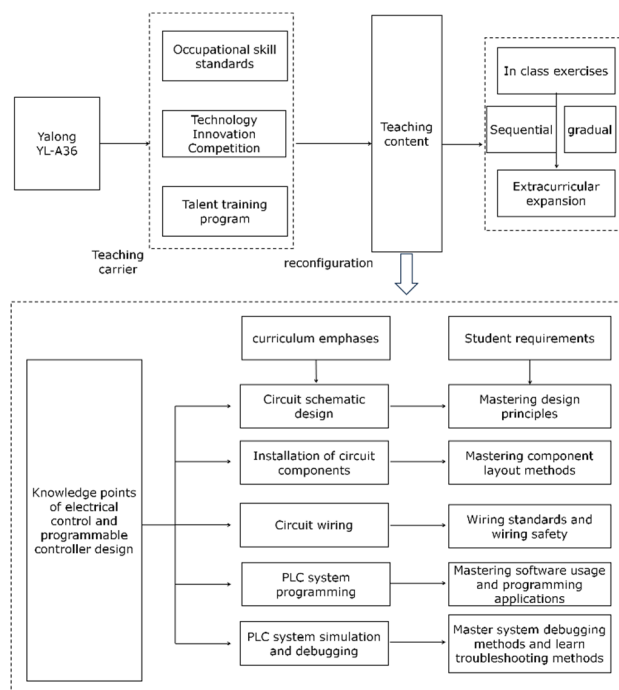 Occupational skill
standards
Yalong
YL-A36
Technology
Innovation
Competition
Talent training
program
Teaching
carrier
reconfiguration
Teaching
content
In class exercises
Sequential
gradual
Extracurricular
expansion
curriculum emphases
Student requirements
Knowledge points
of electrical
control and
programmable
controller design
Circuit schematic
design
Mastering design
principles
Installation of circuit
components
Mastering component
layout methods
Circuit wiring
Wiring standards and
wiring safety
PLC system
programming
Mastering software usage
and programming
applications
PLC system simulation
and debugging
Master system debugging
methods and learn
troubleshooting methods